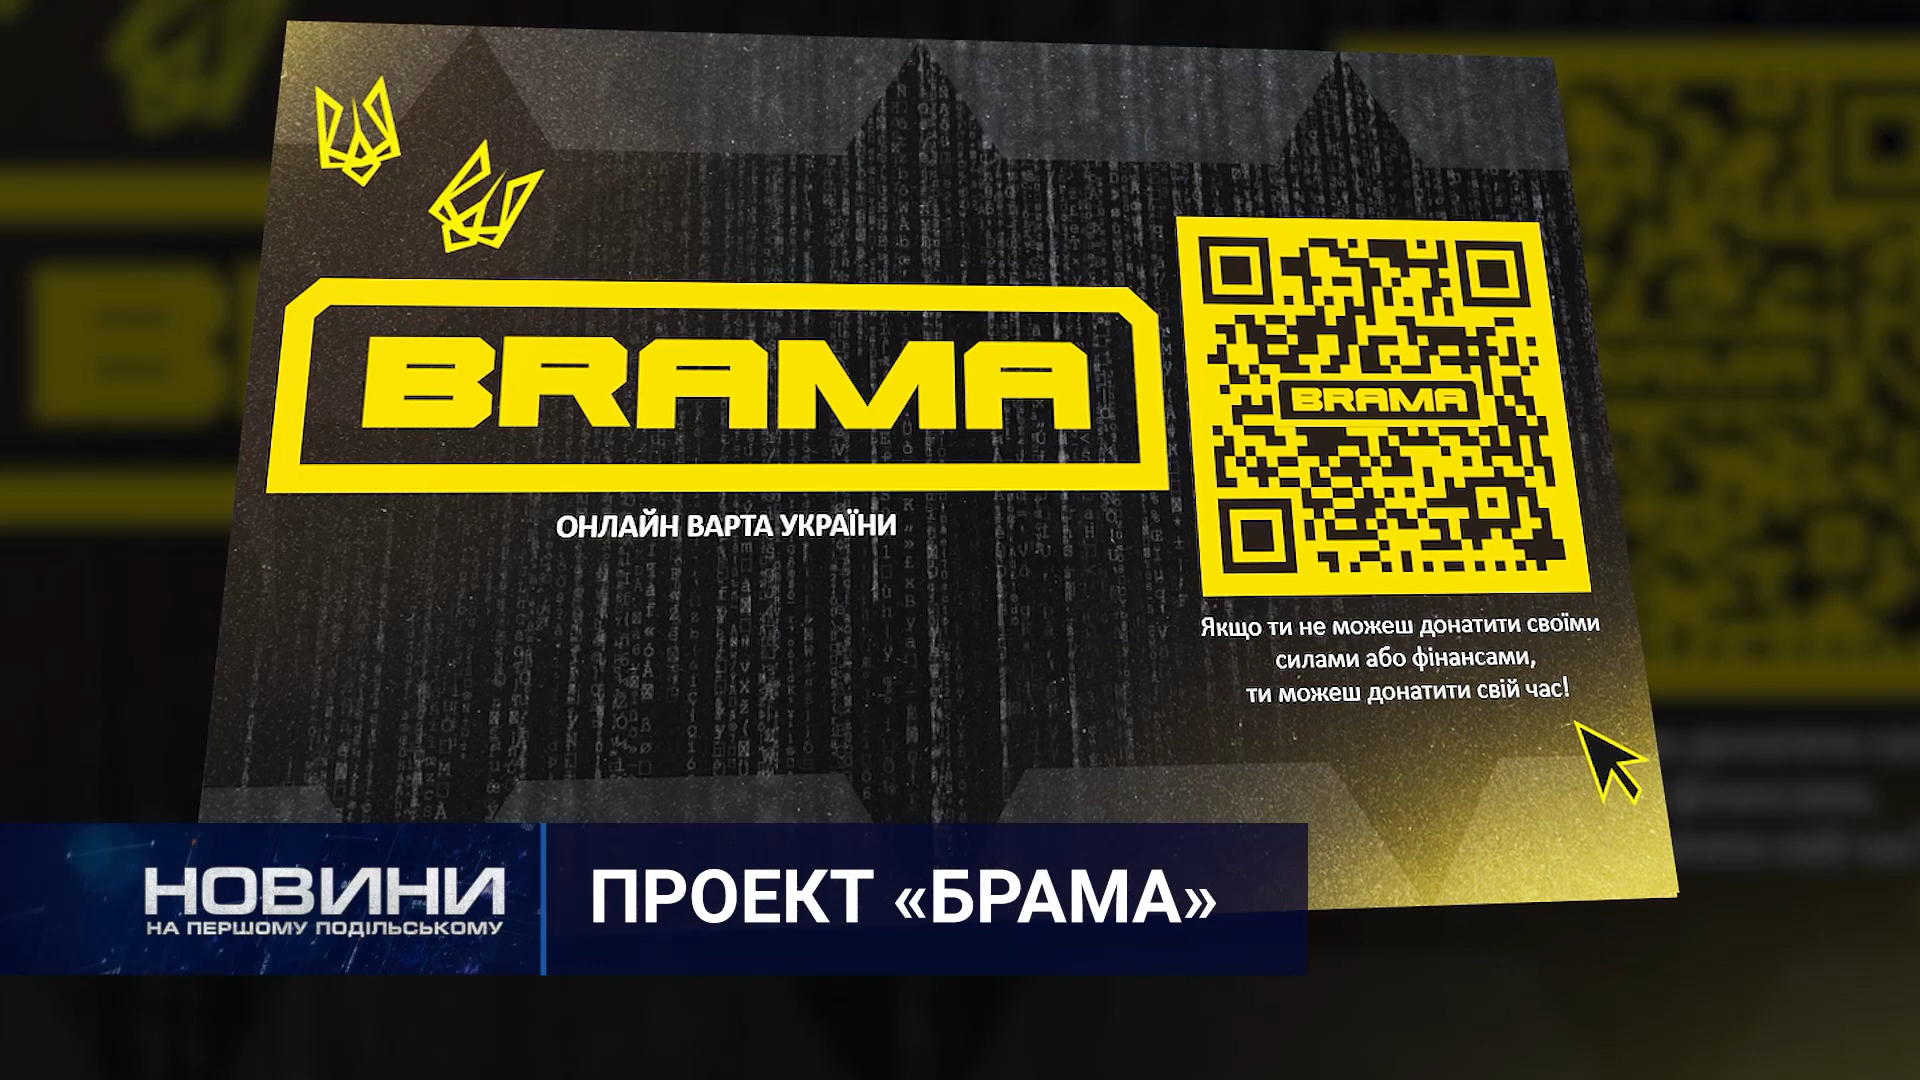 BRAMA
ОНЛАЙН ВАРТА УКРАЇНИ
BRAMA
Якщо ти не можеш донатити своїми
силами або фінансами,
ти можеш донатити свій час!
НОВИНИ
НА ПЕРШОМУ ПОДІЛЬСЬКОМУ
ПРОЕКТ «БРАМА»